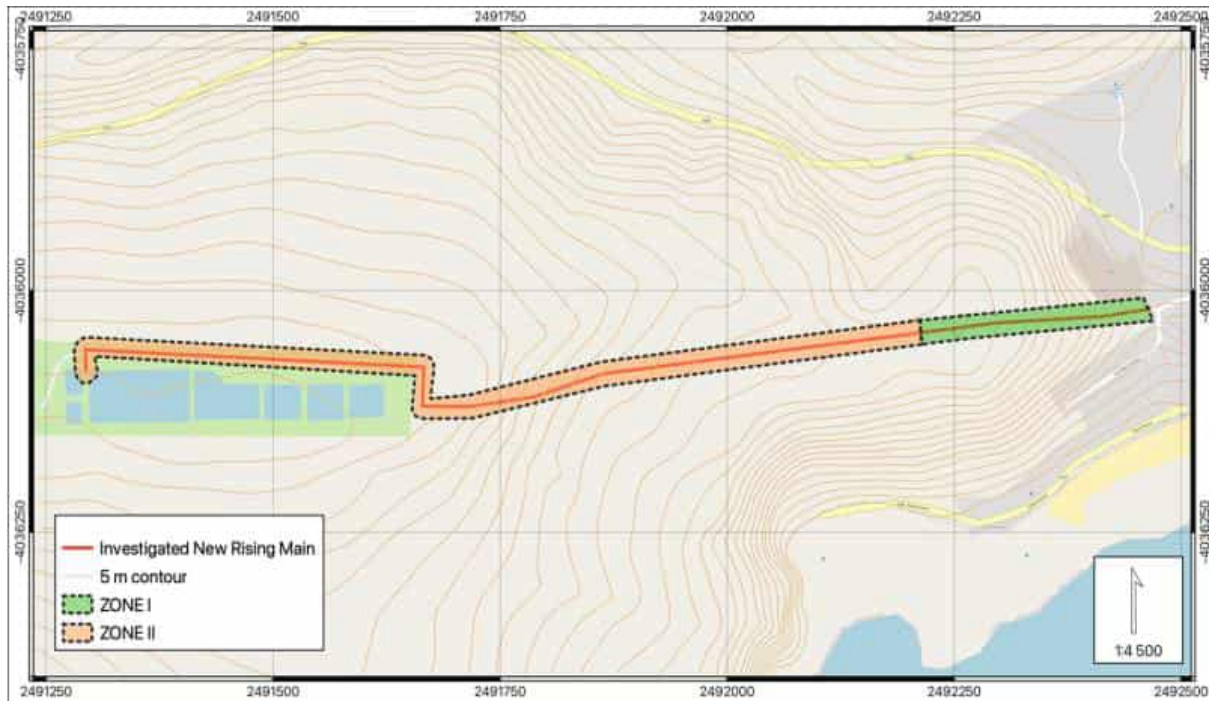 2491250 2491500 2491750 2492000 2492250 2492500
-4035750 -4035750
-4036000 -4036000
-4036250 -4036250
Investigated New Rising Main
5 m contour
ZONE I
ZONE II
1:4 500
2491250 2491500 2491750 2492000 2492250 2492500